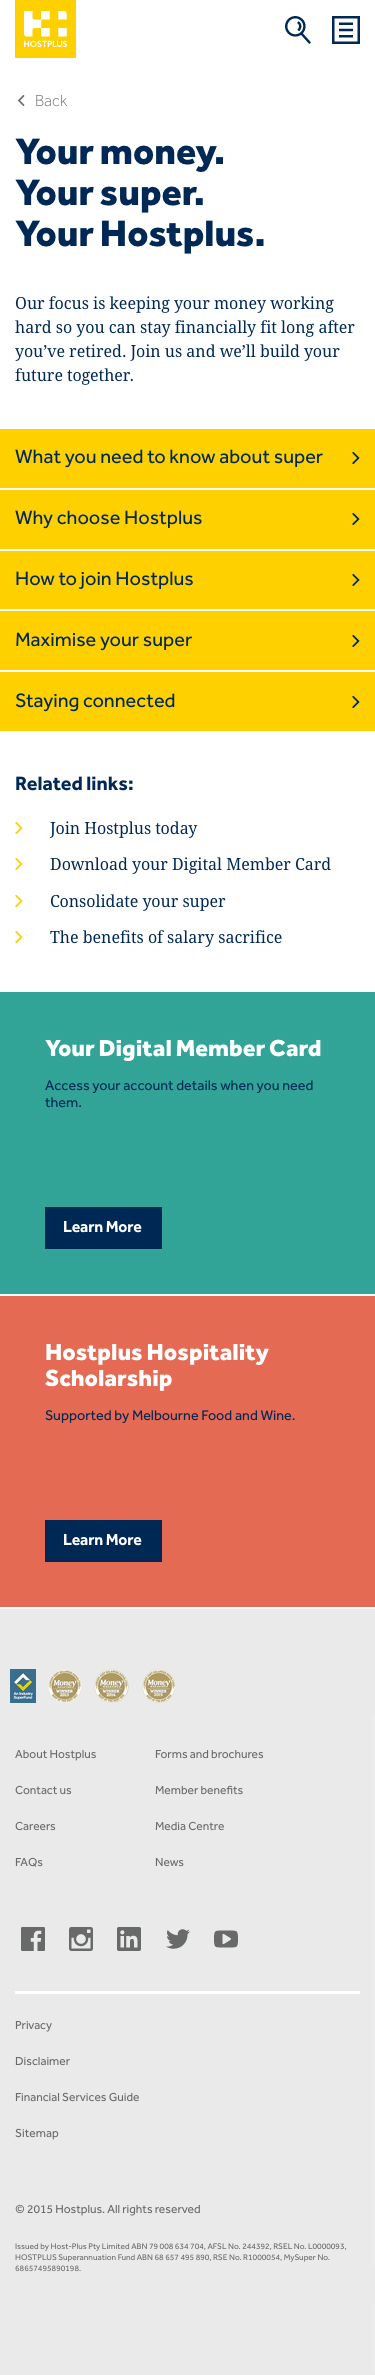 HOSTPLUS
Back
Your money.
Your super.
Your Hostplus.
Our focus is keeping your money working
hard so you can stay financially fit long after
you’ve retired. Join us and we’ll build your
future together.
What you need to know about super
Why choose Hostplus
How to join Hostplus
Maximise your super
Staying connected
Related links:
Join Hostplus today
Download your Digital Member Card
Consolidate your super
The benefits of salary sacrifice
Your Digital Member Card
Access your account details when you need
them.
Learn More
Hostplus Hospitality
Scholarship
Supported by Melbourne Food and Wine.
Learn More
Money Money Money
WINNER WINNER WINNER
About Hostplus Forms and brochures
Contact us Member benefits
Careers Media Centre
FAQs News
Privacy
Disclaimer
Financial Services Guide
Sitemap
© 2015 Hostplus. All rights reserved
Issued by Host-Plus Pty Limited ABN 79 008 634 704, AFSL No. 244392, RSEL No. L0000093,
HOSTPLUS Superannuation Fund ABN 68 657 495 890, RSE No. R1000054, MySuper No.
68657495890198.